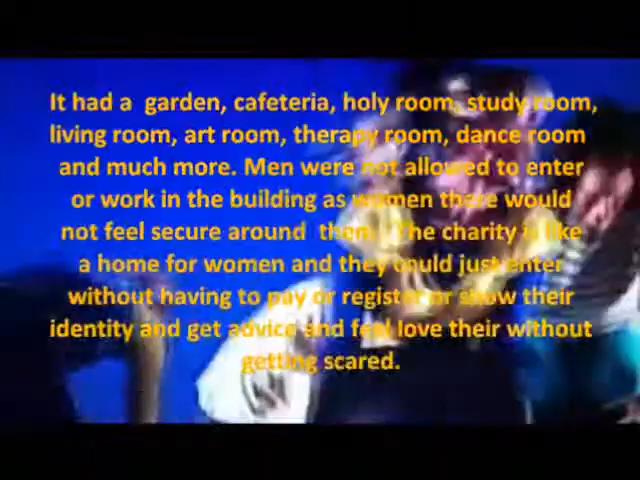 It had a garden, cafeteria, holy room, study room,
living room, art room, therapy room, dance room
and much more. Men were not allowed to enter
or work in the building as women there would
not feel secure around them. The charity is like
a home for women and they could just enter
without having to pay or register or show their
identity and get advice and feel love their without
getting scared.